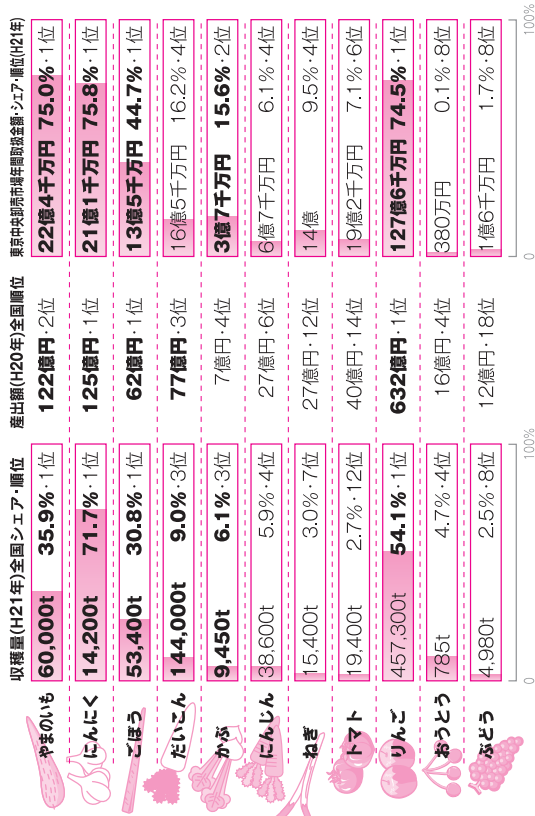 収穫量(H21年)全国シェア・順位
産出額(H20年)全国順位
東京中央卸売市場年間取扱金額・シェア・順位(H21年)
やまのいも 60,000t 35.9%・1位 122億円・2位 22億4千万円 75.0%・1位
にんにく 14,200t 71.7%・1位 125億円・1位 21億1千万円 75.8%・1位
ごぼう 53,400t 30.8%・1位 62億円・1位 13億5千万円 44.7%・1位
だいこん 144,000t 9.0%・3位 77億円・3位 16億5千万円 16.2%・4位
かぶ 9,450t 6.1%・3位 7億円・4位 3億7千万円 15.6%・2位
にんじん 38,600t 5.9%・4位 27億円・6位 6億7千万円 6.1%・4位
ねぎ 15,400t 3.0%・7位 27億円・12位 14億 9.5%・4位
トマト 19,400t 2.7%・12位 40億円・14位 19億2千万円 7.1%・6位
りんご 457,300t 54.1%・1位 632億円・1位 127億6千万円 74.5%・1位
おうとう 785t 4.7%・4位 16億円・4位 380万円 0.1%・8位
ぶどう 4,980t 2.5%・8位 12億円・18位 1億6千万円 1.7%・8位
0 100% 0 100%